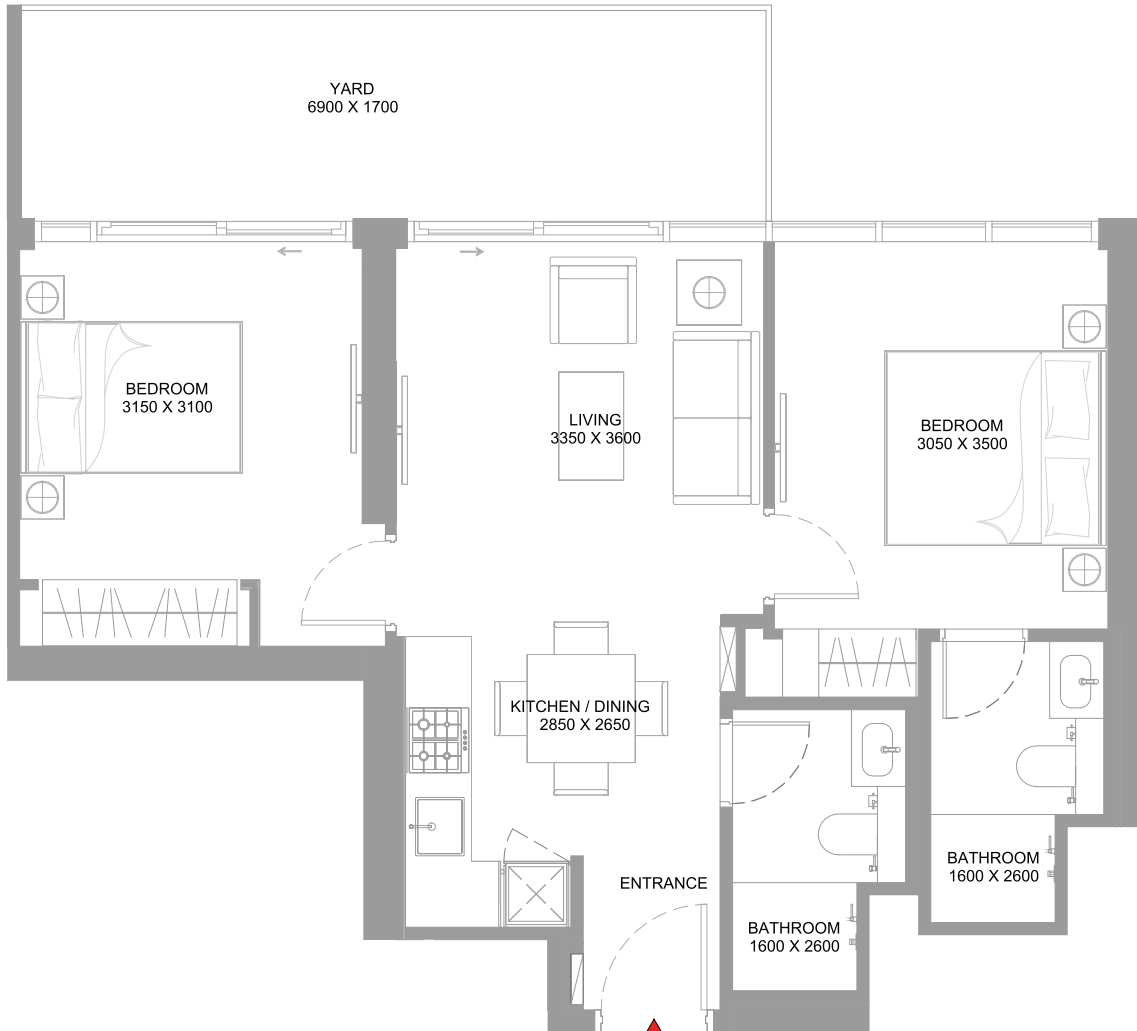 YARD
6900 X 1700
BEDROOM
3150 X 3100
LIVING
3350 X 3600
BEDROOM
3050 X 3500
KITCHEN / DINING
2850 X 2650
BATHROOM
1600 X 2600
ENTRANCE
BATHROOM
1600 X 2600